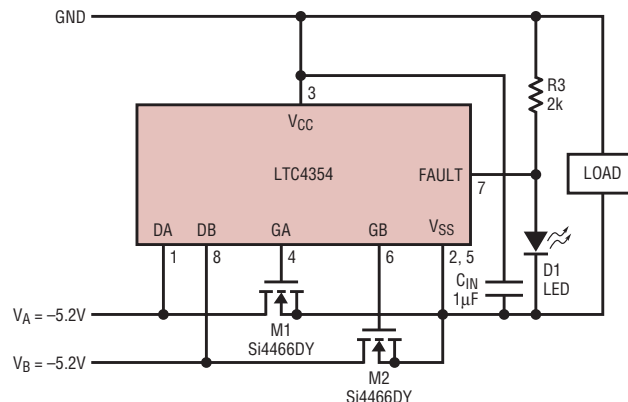 GND
3
VCC
R3
2k
LTC4354
FAULT
7
LOAD
DA
DB
GA
GB
VSS
1
8
4
6
2, 5
CIN
1μF
D1
LED
VA = –5.2V
M1
Si4466DY
VB = –5.2V
M2
Si4466DY